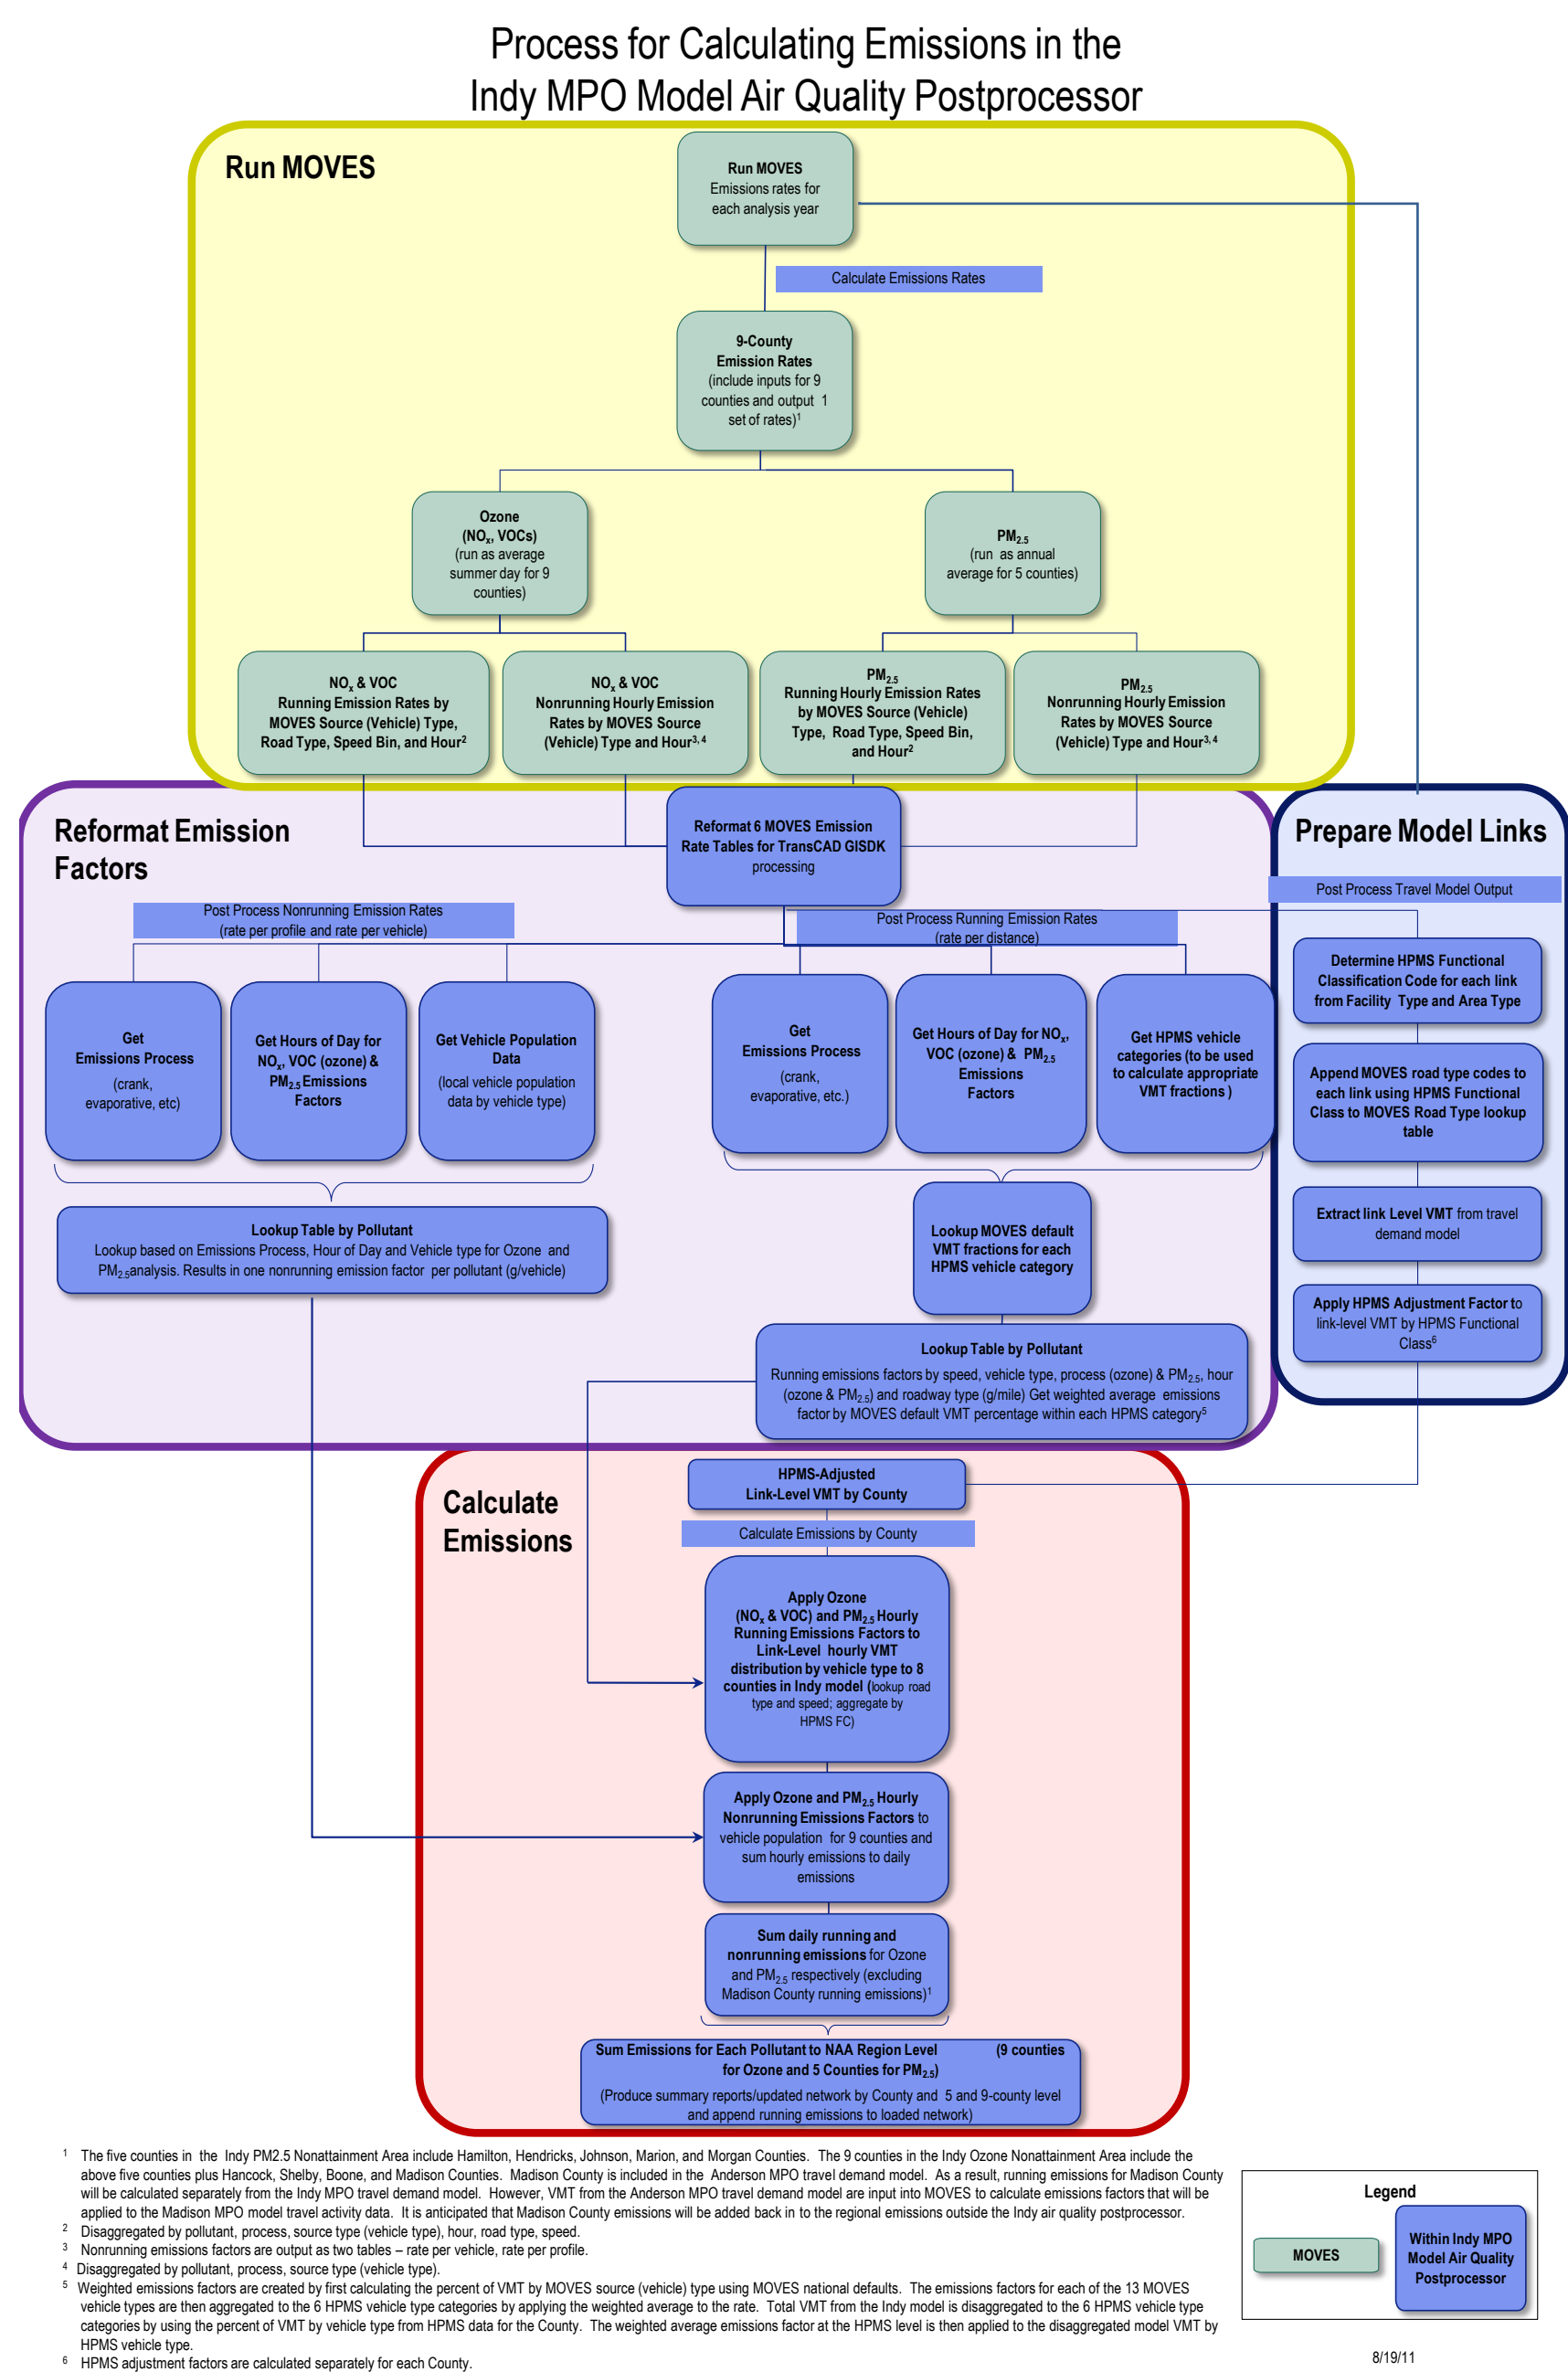 Process for Calculating Emissions in the
Indy MPO Model Air Quality Postprocessor
Run MOVES
Run MOVES
Emissions rates for
each analysis year
Calculate Emissions Rates
9-County
Emission Rates
(include inputs for 9
counties and output 1
set of rates)1
Ozone
(NOx, VOCs)
(run as average
summer day for 9
counties)
PM2.5
(run as annual
average for 5 counties)
NOx & VOC
Running Emission Rates by
MOVES Source (Vehicle) Type,
Road Type, Speed Bin, and Hour2
NOx & VOC
Nonrunning Hourly Emission
Rates by MOVES Source
(Vehicle) Type and Hour3, 4
PM2.5
Running Hourly Emission Rates
by MOVES Source (Vehicle)
Type, Road Type, Speed Bin,
and Hour2
PM2.5
Nonrunning Hourly Emission
Rates by MOVES Source
(Vehicle) Type and Hour3, 4
Reformat Emission
Factors
Reformat 6 MOVES Emission
Rate Tables for TransCAD GISDK
processing
Post Process Nonrunning Emission Rates
(rate per profile and rate per vehicle)
Post Process Running Emission Rates
(rate per distance)
Get
Emissions Process
(crank,
evaporative, etc)
Get Hours of Day for
NOx, VOC (ozone) &
PM2.5 Emissions
Factors
Get Vehicle Population
Data
(local vehicle population
data by vehicle type)
Get
Emissions Process
(crank,
evaporative, etc.)
Get Hours of Day for NOx,
VOC (ozone) & PM2.5
Emissions
Factors
Get HPMS vehicle
categories (to be used
to calculate appropriate
VMT fractions )
Lookup Table by Pollutant
Lookup based on Emissions Process, Hour of Day and Vehicle type for Ozone and
PM2.5analysis. Results in one nonrunning emission factor per pollutant (g/vehicle)
Lookup MOVES default
VMT fractions for each
HPMS vehicle category
Lookup Table by Pollutant
Running emissions factors by speed, vehicle type, process (ozone) & PM2.5, hour
(ozone & PM2.5) and roadway type (g/mile) Get weighted average emissions
factor by MOVES default VMT percentage within each HPMS category5
Prepare Model Links
Post Process Travel Model Output
Determine HPMS Functional
Classification Code for each link
from Facility Type and Area Type
Append MOVES road type codes to
each link using HPMS Functional
Class to MOVES Road Type lookup
table
Extract link Level VMT from travel
demand model
Apply HPMS Adjustment Factor to
link-level VMT by HPMS Functional
Class6
Calculate
Emissions
HPMS-Adjusted
Link-Level VMT by County
Calculate Emissions by County
Apply Ozone
(NOx & VOC) and PM2.5 Hourly
Running Emissions Factors to
Link-Level hourly VMT
distribution by vehicle type to 8
counties in Indy model (lookup road
type and speed; aggregate by
HPMS FC)
Apply Ozone and PM2.5 Hourly
Nonrunning Emissions Factors to
vehicle population for 9 counties and
sum hourly emissions to daily
emissions
Sum daily running and
nonrunning emissions for Ozone
and PM2.5 respectively (excluding
Madison County running emissions)1
Sum Emissions for Each Pollutant to NAA Region Level (9 counties
for Ozone and 5 Counties for PM2.5)
(Produce summary reports/updated network by County and 5 and 9-county level
and append running emissions to loaded network)
1 The five counties in the Indy PM2.5 Nonattainment Area include Hamilton, Hendricks, Johnson, Marion, and Morgan Counties. The 9 counties in the Indy Ozone Nonattainment Area include the
above five counties plus Hancock, Shelby, Boone, and Madison Counties. Madison County is included in the Anderson MPO travel demand model. As a result, running emissions for Madison County
will be calculated separately from the Indy MPO travel demand model. However, VMT from the Anderson MPO travel demand model are input into MOVES to calculate emissions factors that will be
applied to the Madison MPO model travel activity data. It is anticipated that Madison County emissions will be added back in to the regional emissions outside the Indy air quality postprocessor.
2 Disaggregated by pollutant, process, source type (vehicle type), hour, road type, speed.
3 Nonrunning emissions factors are output as two tables – rate per vehicle, rate per profile.
4 Disaggregated by pollutant, process, source type (vehicle type).
5 Weighted emissions factors are created by first calculating the percent of VMT by MOVES source (vehicle) type using MOVES national defaults. The emissions factors for each of the 13 MOVES
vehicle types are then aggregated to the 6 HPMS vehicle type categories by applying the weighted average to the rate. Total VMT from the Indy model is disaggregated to the 6 HPMS vehicle type
categories by using the percent of VMT by vehicle type from HPMS data for the County. The weighted average emissions factor at the HPMS level is then applied to the disaggregated model VMT by
HPMS vehicle type.
6 HPMS adjustment factors are calculated separately for each County.
Legend
MOVES
Within Indy MPO
Model Air Quality
Postprocessor
8/19/11